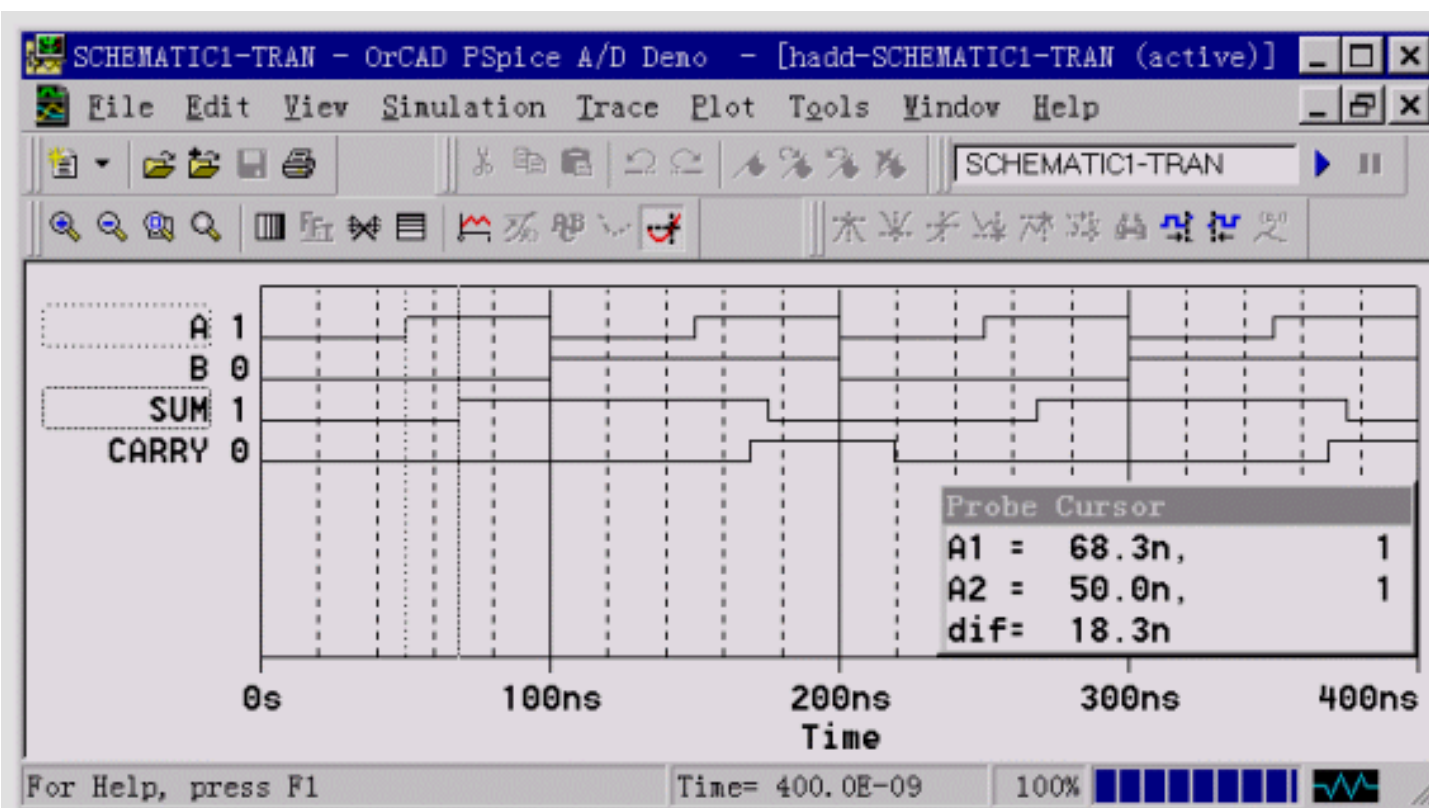 SCHEMATIC1-TRAN - OrCAD PSpice A/D Demo - [hadd-SCHEMATIC1-TRAN (active)]
File Edit View Simulation Trace Plot Tools Window Help
SCHEMATIC1-TRAN
A 1
B 0
SUM 1
CARRY 0
Probe Cursor
A1 = 68.3n, 1
A2 = 50.0n, 1
dif= 18.3n
0s 100ns 200ns 300ns 400ns
Time
For Help, press F1 Time= 400.0E-09 100%